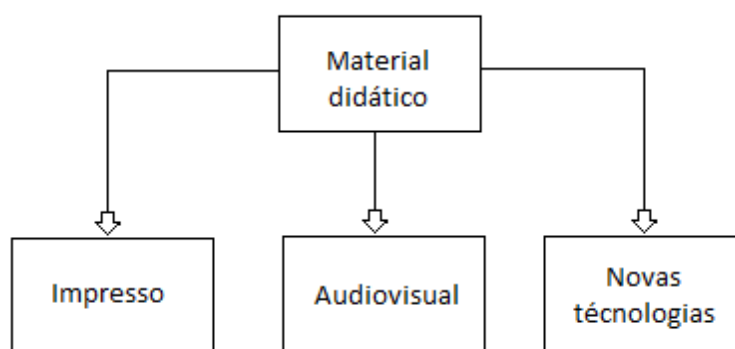 Material
didático
Impresso
Audiovisual
Novas
técnologias